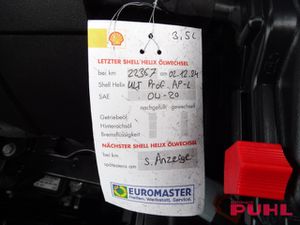 3,5L
LETZTER SHELL HELIX ÖLWECHSEL
bei km 22367 am 02.12.24
Shell Helix ULT Prof. AP-L
SAE 0W-20
nachgefüllt gewechselt
Getriebeöl
Hinterachsöl
Bremsflüssigkeit
NÄCHSTER SHELL HELIX ÖLWECHSEL
bei km
spätestens am s. Anzeige
EUROMASTER
Reifen, Werkstatt, Service.
PUHL